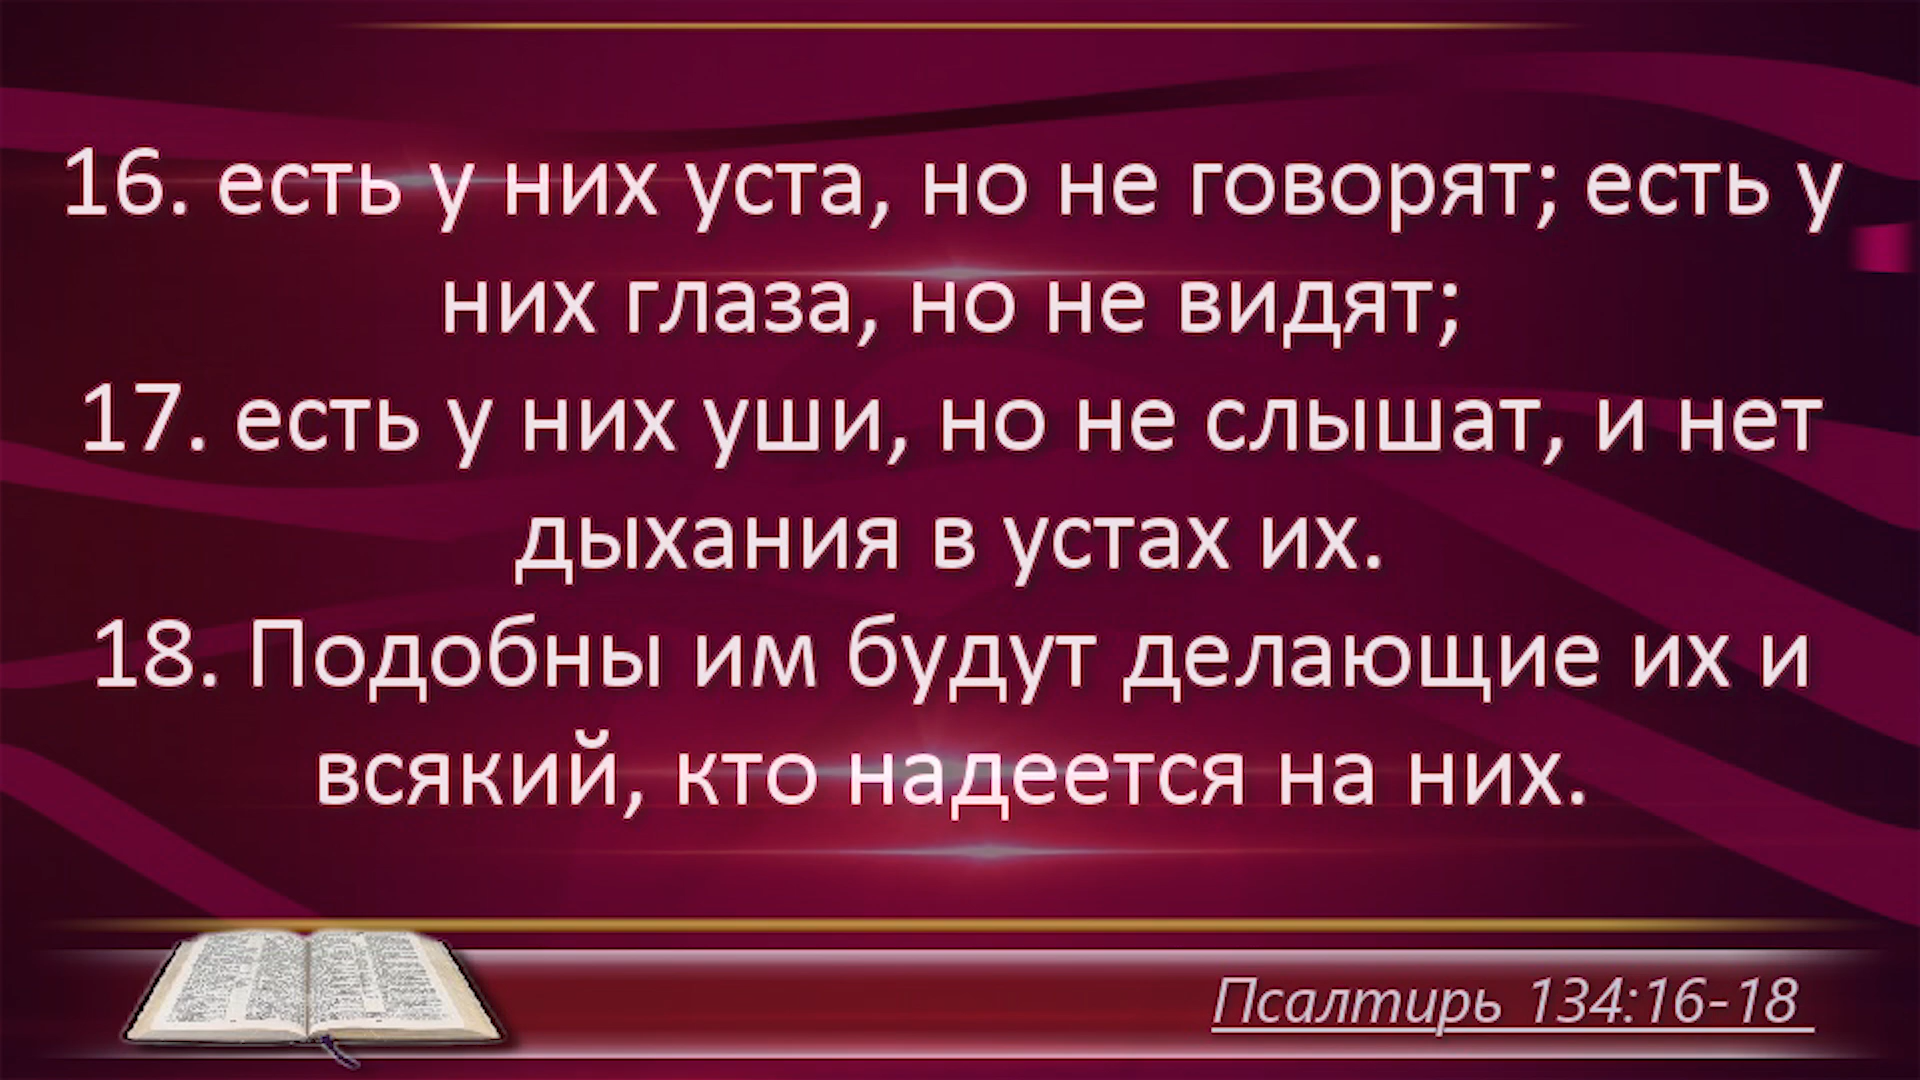 16. есть у них уста, но не говорят; есть у
них глаза, но не видят;
17. есть у них уши, но не слышат, и нет
дыхания в устах их.
18. Подобны им будут делающие их и
всякий, кто надеется на них.
Псалтирь 134:16-18